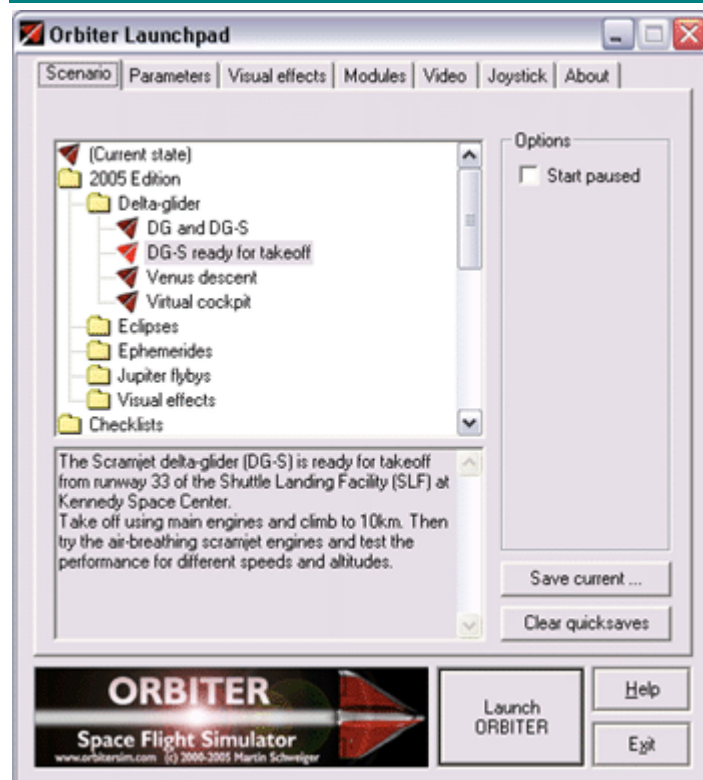 Orbiter Launchpad
Scenario Parameters Visual effects Modules Video Joystick About
(Current state)
2005 Edition
Delta-glider
DG and DG-S
DG-S ready for takeoff
Venus descent
Virtual cockpit
Eclipses
Ephemerides
Jupiter flybys
Visual effects
Checklists
Options
Start paused
The Scramjet delta-glider (DG-S) is ready for takeoff
from runway 33 of the Shuttle Landing Facility (SLF) at
Kennedy Space Center.
Take off using main engines and climb to 10km. Then
try the air-breathing scramjet engines and test the
performance for different speeds and altitudes.
Save current ...
Clear quicksaves
ORBITER
Space Flight Simulator
www.orbitersim.com (c) 2000-2005 Martin Schweiger
Launch
ORBITER
Help
Exit